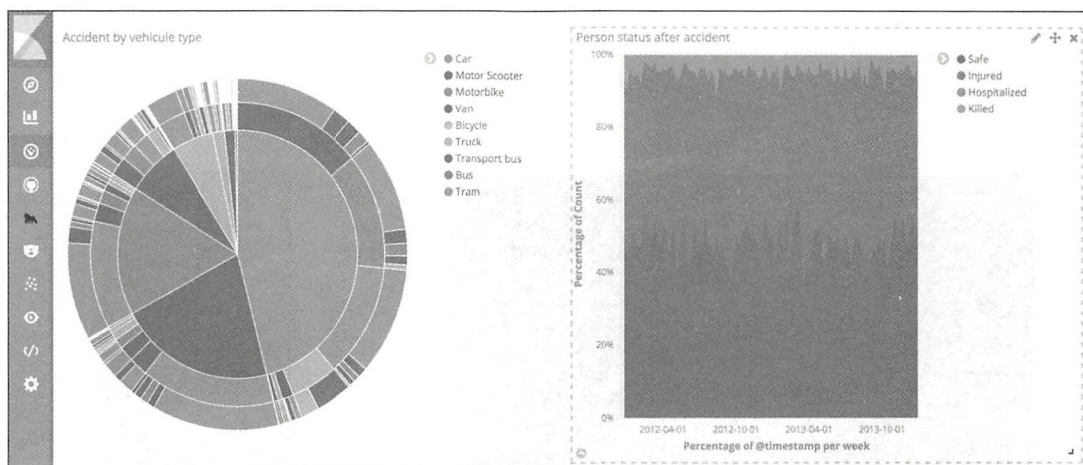 Accident by vehicule type
Car
Motor Scooter
Motorbike
Van
Bicycle
Truck
Transport bus
Bus
Tram
Person status after accident
Safe
Injured
Hospitalized
Killed
100%
80%
60%
40%
20%
0%
Percentage of Count
2012-04-01 2012-10-01 2013-04-01 2013-10-01
Percentage of @timestamp per week